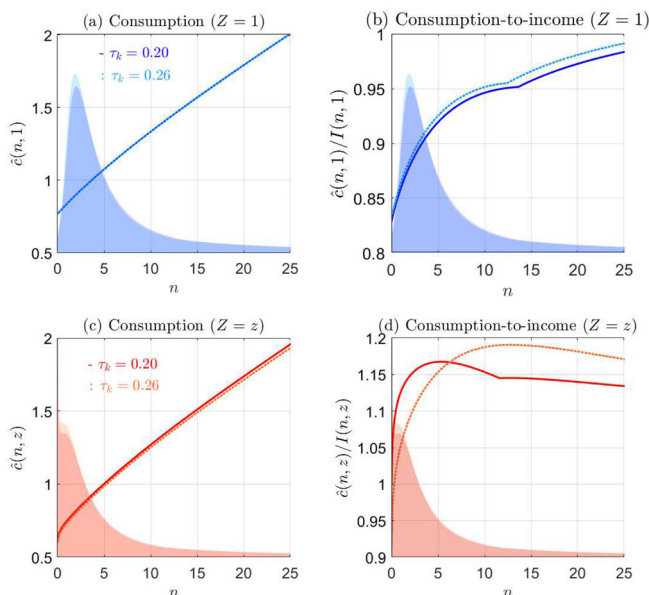 (a) Consumption (Z = 1)
2
1.5
1
0.5
0 5 10 15 20 25
ĉ(n, 1)
n
- τk = 0.20
: τk = 0.26
(b) Consumption-to-income (Z = 1)
1
0.95
0.9
0.85
0.8
0 5 10 15 20 25
ĉ(n, 1)/I(n, 1)
n
(c) Consumption (Z = z)
2
1.5
1
0.5
0 5 10 15 20 25
ĉ(n, z)
n
- τk = 0.20
: τk = 0.26
(d) Consumption-to-income (Z = z)
1.2
1.15
1.1
1.05
1
0.95
0.9
0 5 10 15 20 25
ĉ(n, z)/I(n, z)
n